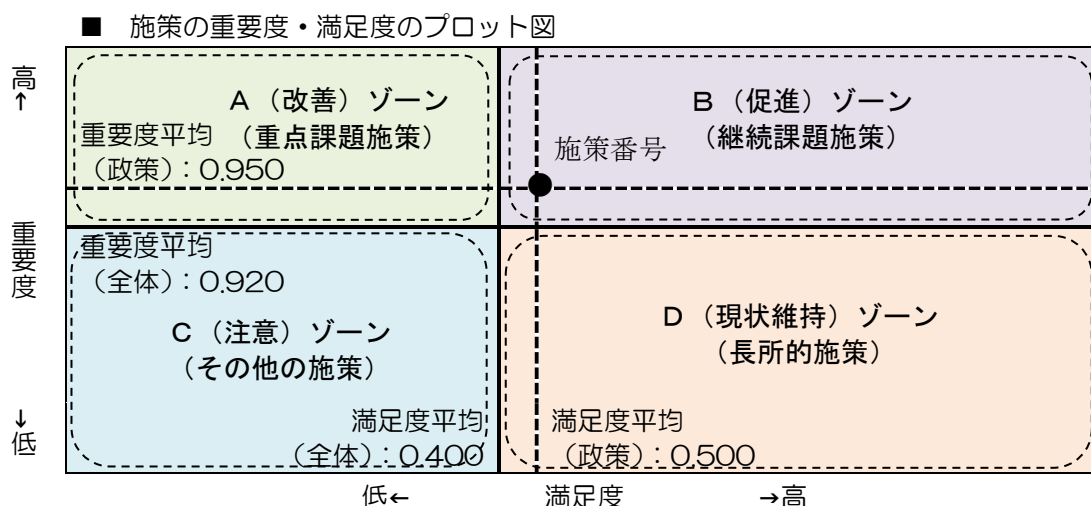 ■ 施策の重要度・満足度のプロット図
高
↑
重要度
↓
低
A（改善）ゾーン
（重点課題施策）
重要度平均
（政策）：0.950
B（促進）ゾーン
（継続課題施策）
施策番号
重要度平均
（全体）：0.920
C（注意）ゾーン
（その他の施策）
満足度平均
（全体）：0.400
D（現状維持）ゾーン
（長所的施策）
満足度平均
（政策）：0.500
低← 満足度 →高